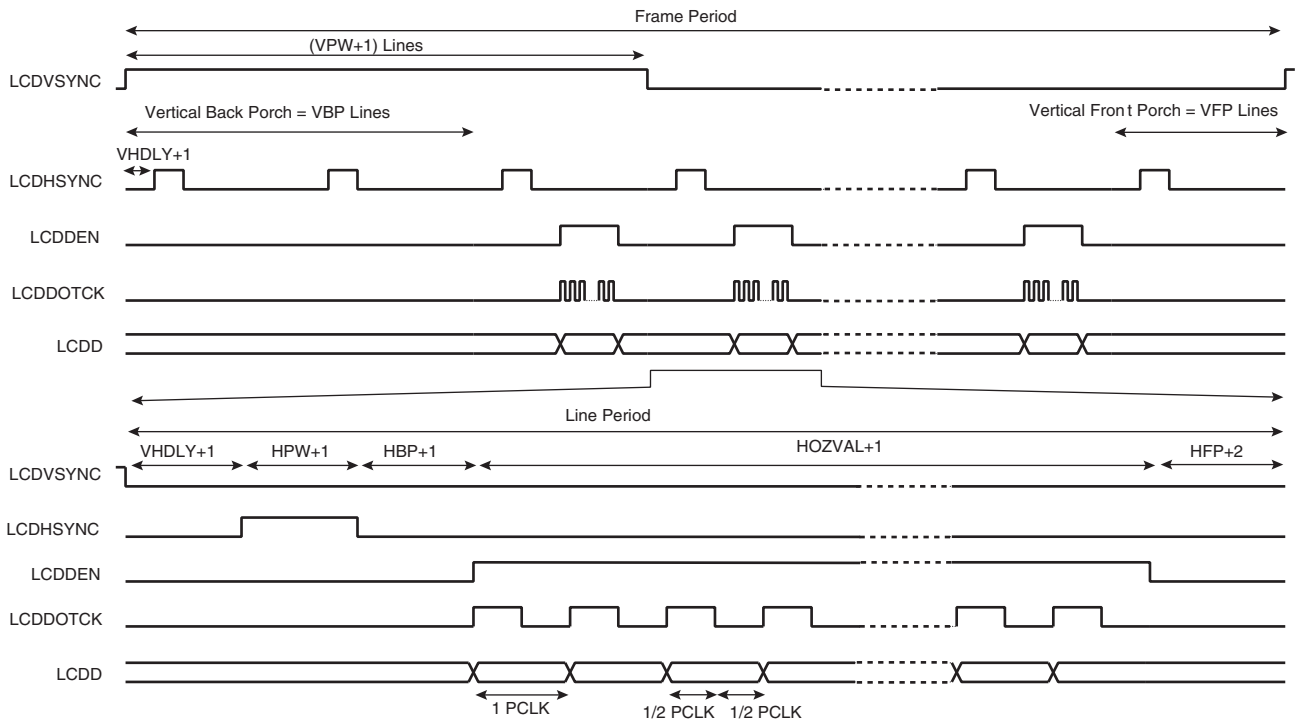 Frame Period
(VPW+1) Lines
LCDVSYNC
Vertical Back Porch = VBP Lines
Vertical Front Porch = VFP Lines
VHDLY+1
LCDHSYNC
LCDDEN
LCDDOTCK
LCDD
Line Period
VHDLY+1
HPW+1
HBP+1
HOZVAL+1
HFP+2
LCDVSYNC
LCDHSYNC
LCDDEN
LCDDOTCK
LCDD
1 PCLK
1/2 PCLK
1/2 PCLK